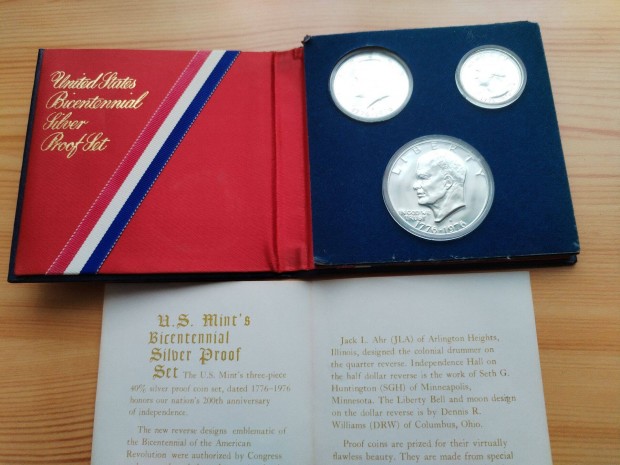 United States
Bicentennial
Silver
Proof Set
LIBERTY
1776-1976
U.S. Mint's
Bicentennial
Silver Proof
Set The U.S. Mint's three-piece
40% silver proof coin set, dated 1776-1976
honors our nation's 200th anniversary
of independence.
The new reverse designs emblematic of
the Bicentennial of the American
Revolution were authorized by Congress
Jack L. Ahr (JLA) of Arlington Heights,
Illinois, designed the colonial drummer on
the quarter reverse. Independence Hall on
the half dollar reverse is the work of Seth G.
Huntington (SGH) of Minneapolis,
Minnesota. The Liberty Bell and moon design
on the dollar reverse is by Dennis R.
Williams (DRW) of Columbus, Ohio.
Proof coins are prized for their virtually
flawless beauty. They are made from special